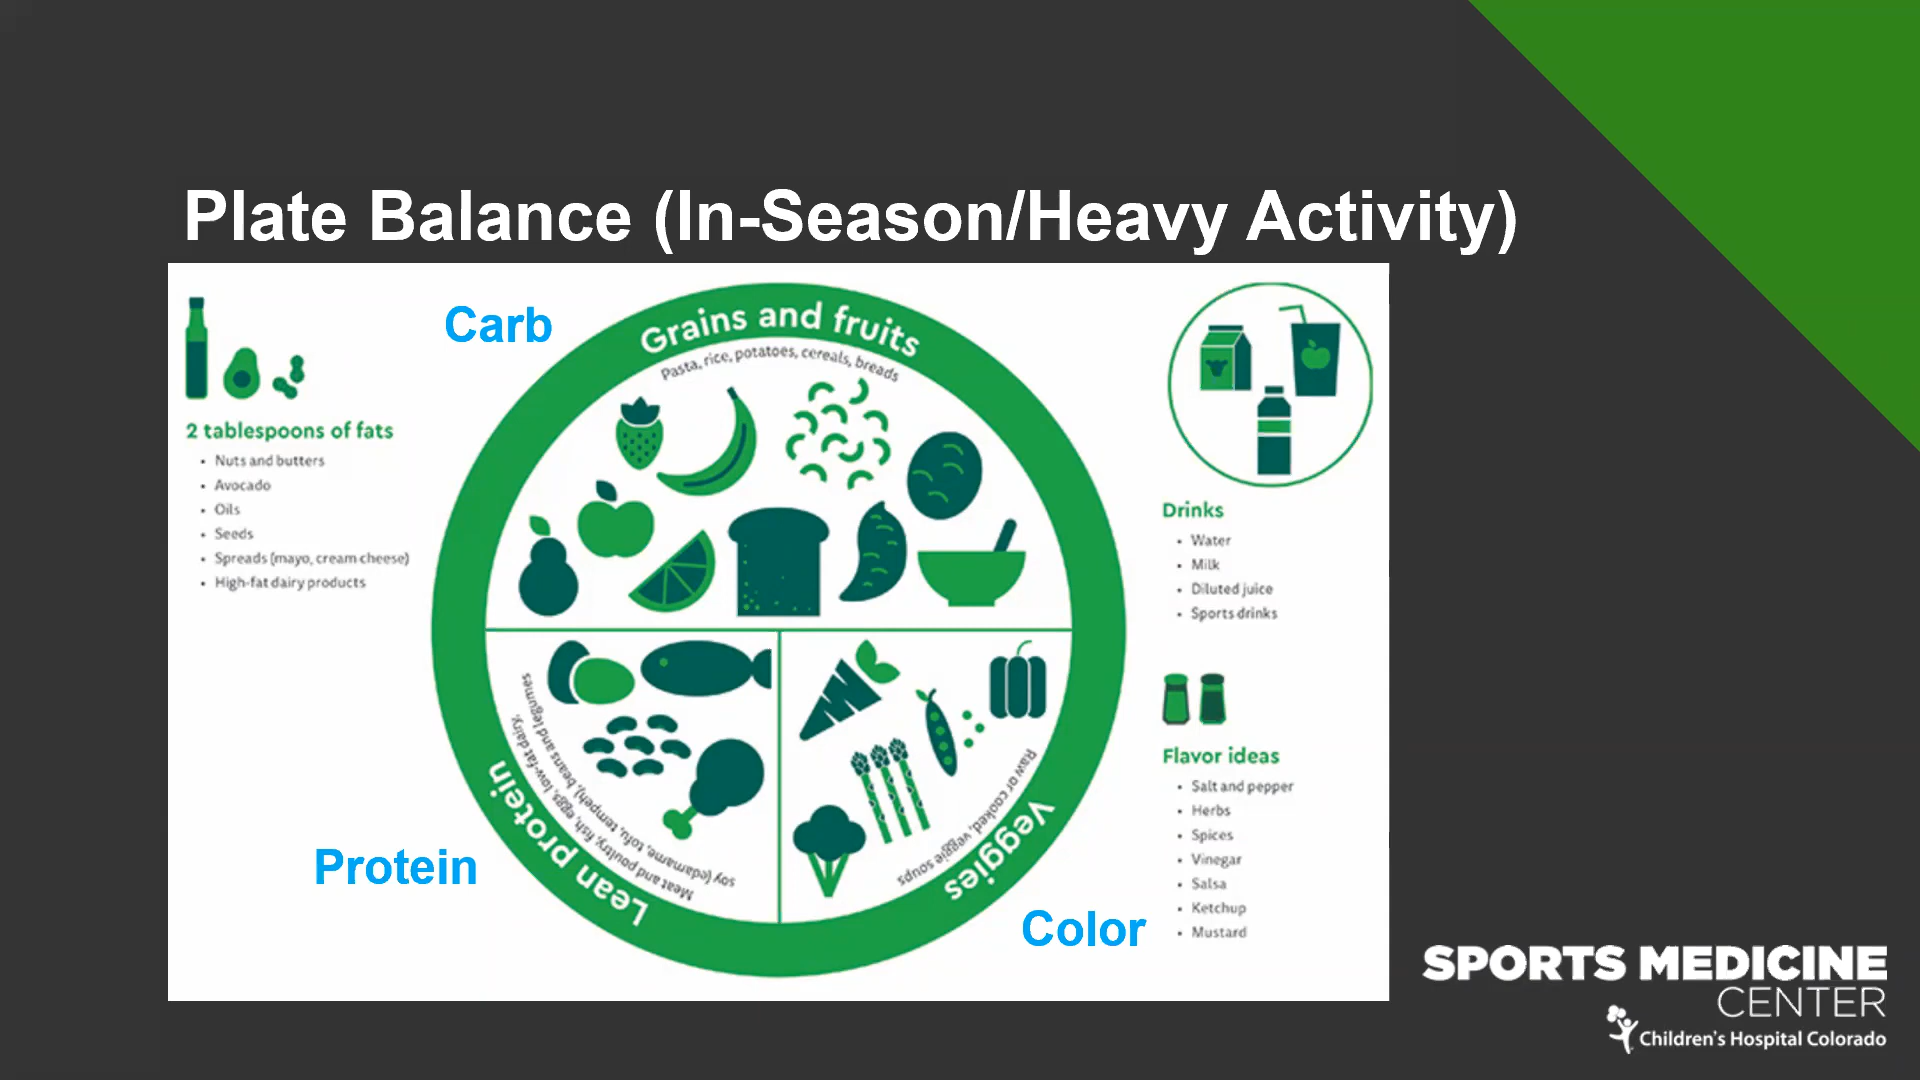 Plate Balance (In-Season/Heavy Activity)
Carb
Grains and fruits
Pasta, rice, potatoes, cereals, breads
2 tablespoons of fats
• Nuts and butters
• Avocado
• Oils
• Seeds
• Spreads (mayo, cream cheese)
• High-fat dairy products
Drinks
• Water
• Milk
• Diluted juice
• Sports drinks
Protein
Lean protein
Meat and poultry, fish, eggs, low-fat dairy,
soy (edamame, tofu, tempeh), beans and legumes
Veggies
Raw or cooked, veggie soups
Color
Flavor ideas
• Salt and pepper
• Herbs
• Spices
• Vinegar
• Salsa
• Ketchup
• Mustard
SPORTS MEDICINE
CENTER
Children's Hospital Colorado